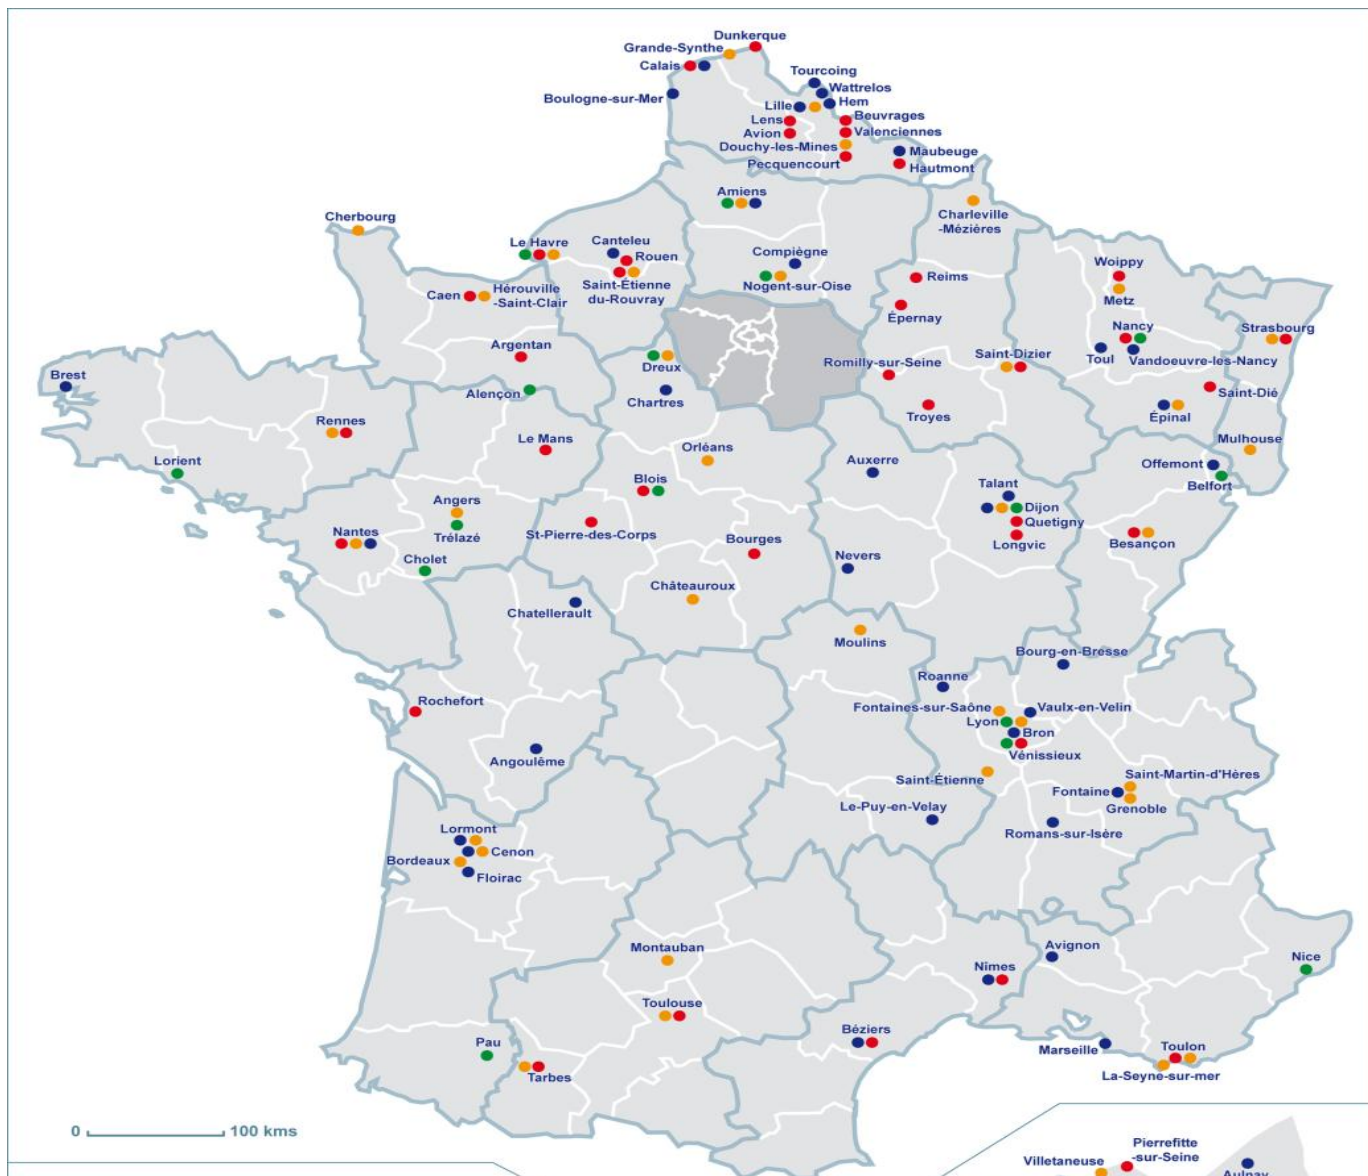 Dunkerque
Grande-Synthe
Calais
Tourcoing
Boulogne-sur-Mer
Wattrelos
Lille
Hem
Lens
Beuvrages
Avion
Valenciennes
Douchy-les-Mines
Maubeuge
Pecquencourt
Hautmont
Amiens
Cherbourg
Charleville
-Mézières
Le Havre
Canteleu
Rouen
Compiègne
Woippy
Reims
Saint-Étienne
du-Rouvray
Nogent-sur-Oise
Caen
Hérouville
-Saint-Clair
Metz
Épernay
Nancy
Strasbourg
Argentan
Romilly-sur-Seine
Saint-Dizier
Toul
Vandoeuvre-les-Nancy
Dreux
Brest
Alençon
Chartres
Saint-Dié
Troyes
Épinal
Rennes
Le Mans
Orléans
Mulhouse
Lorient
Auxerre
Offemont
Blois
Talant
Belfort
Angers
Dijon
Nantes
Trélazé
St-Pierre-des-Corps
Quetigny
Bourges
Longvic
Besançon
Cholet
Nevers
Châteauroux
Chatellerault
Moulins
Bourg-en-Bresse
Roanne
Rochefort
Fontaines-sur-Saône
Vaulx-en-Velin
Lyon
Bron
Angoulême
Vénissieux
Saint-Étienne
Saint-Martin-d'Hères
Fontaine
Le-Puy-en-Velay
Grenoble
Lormont
Romans-sur-Isère
Cenon
Bordeaux
Floirac
Montauban
Avignon
Nice
Nîmes
Toulouse
Béziers
Pau
Marseille
Toulon
Tarbes
La-Seyne-sur-mer
0 100 kms
Pierrefitte
-sur-Seine
Villetaneuse
Aulnay